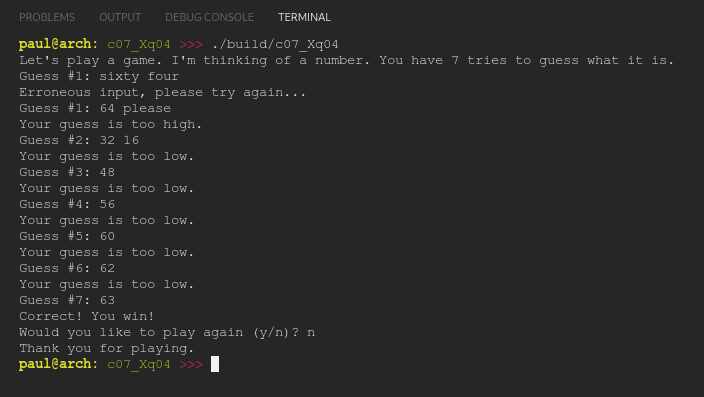 PROBLEMS OUTPUT DEBUG CONSOLE TERMINAL
paul@arch: c07_Xq04 >>> ./build/c07_Xq04
Let's play a game. I'm thinking of a number. You have 7 tries to guess what it is.
Guess #1: sixty four
Erroneous input, please try again...
Guess #1: 64 please
Your guess is too high.
Guess #2: 32 16
Your guess is too low.
Guess #3: 48
Your guess is too low.
Guess #4: 56
Your guess is too low.
Guess #5: 60
Your guess is too low.
Guess #6: 62
Your guess is too low.
Guess #7: 63
Correct! You win!
Would you like to play again (y/n)? n
Thank you for playing.
paul@arch: c07_Xq04 >>>